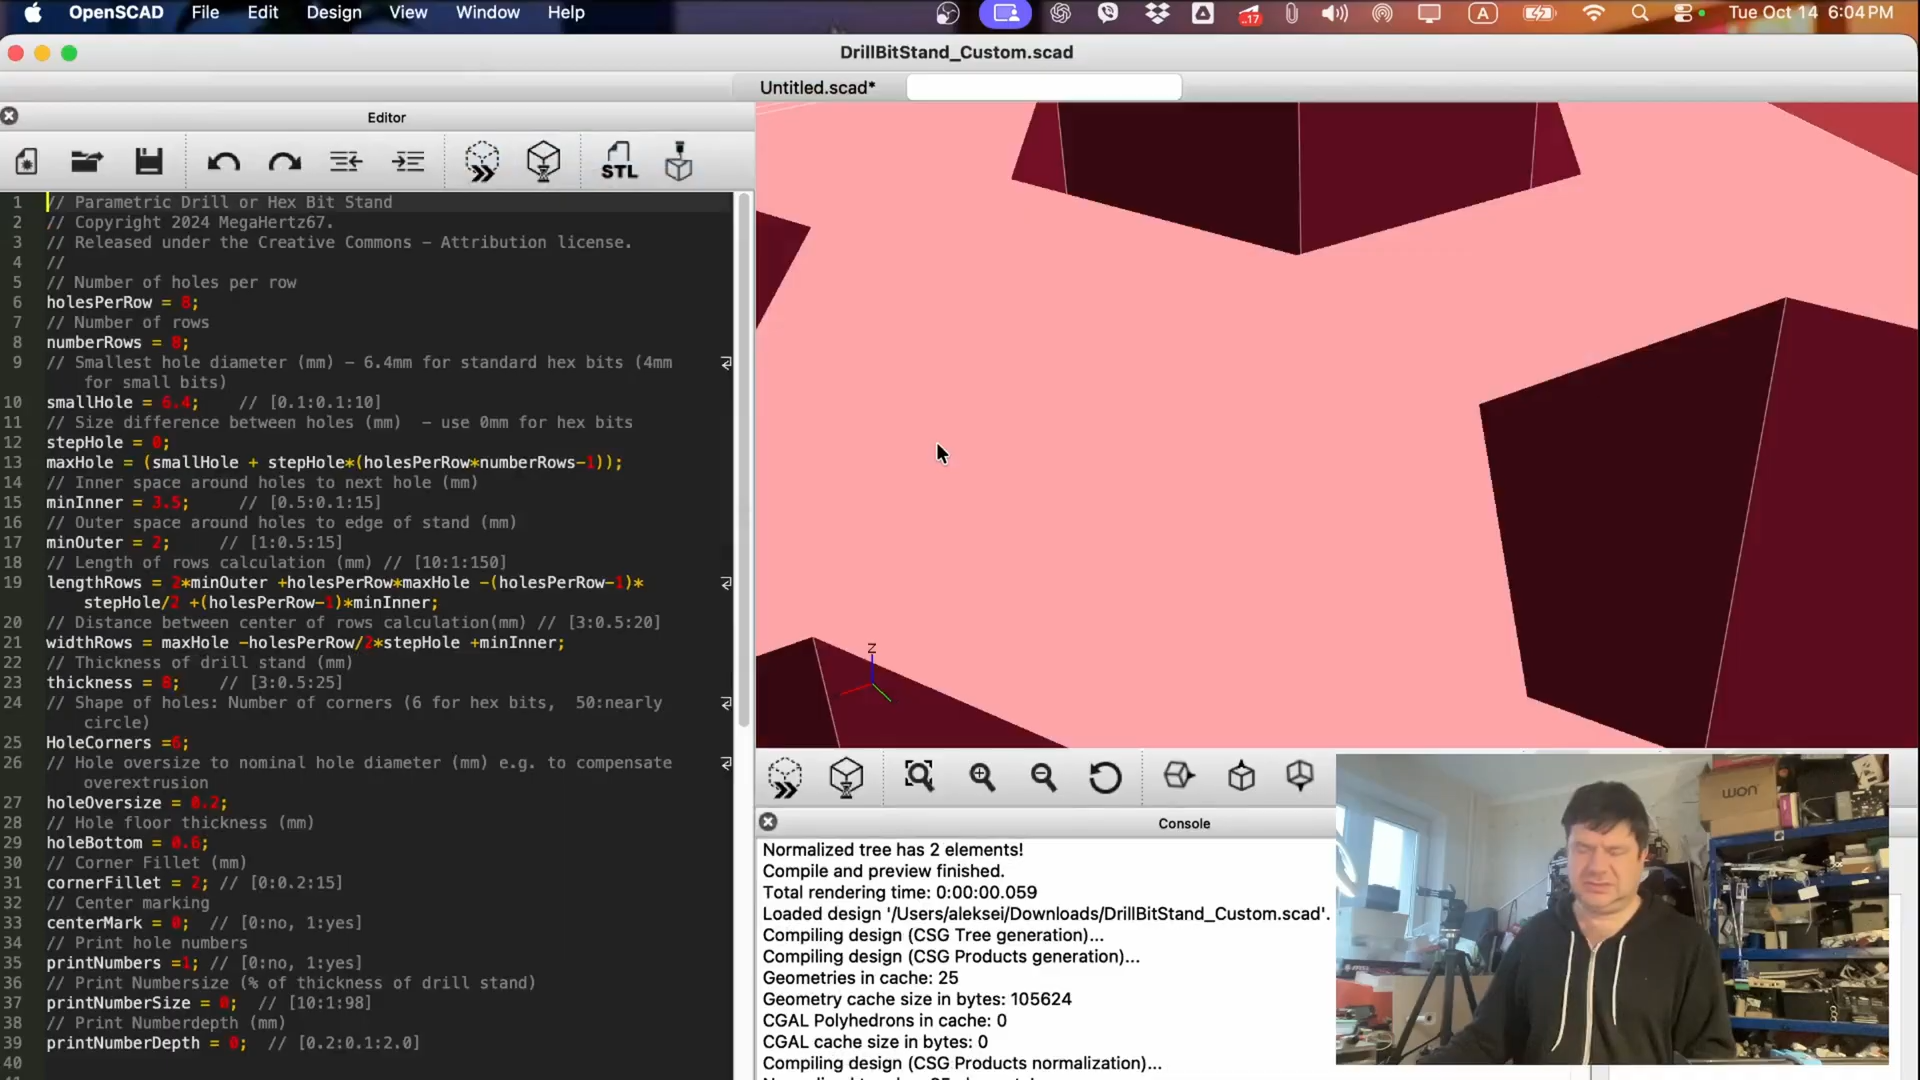 OpenSCAD File Edit Design View Window Help
17
A
Tue Oct 14 6:04 PM
DrillBitStand_Custom.scad
Untitled.scad*
Editor
STL
1 // Parametric Drill or Hex Bit Stand
2 // Copyright 2024 MegaHertz67.
3 // Released under the Creative Commons - Attribution license.
4 //
5 // Number of holes per row
6 holesPerRow = 8;
7 // Number of rows
8 numberRows = 8;
9 // Smallest hole diameter (mm) - 6.4mm for standard hex bits (4mm
for small bits)
10 smallHole = 6.4; // [0.1:0.1:10]
11 // Size difference between holes (mm) - use 0mm for hex bits
12 stepHole = 0;
13 maxHole = (smallHole + stepHole*(holesPerRow*numberRows-1));
14 // Inner space around holes to next hole (mm)
15 minInner = 3.5; // [0.5:0.1:15]
16 // Outer space around holes to edge of stand (mm)
17 minOuter = 2; // [1:0.5:15]
18 // Length of rows calculation (mm) // [10:1:150]
19 lengthRows = 2*minOuter +holesPerRow*maxHole -(holesPerRow-1)*
stepHole/2 +(holesPerRow-1)*minInner;
20 // Distance between center of rows calculation(mm) // [3:0.5:20]
21 widthRows = maxHole -holesPerRow/2*stepHole +minInner;
22 // Thickness of drill stand (mm)
23 thickness = 8; // [3:0.5:25]
24 // Shape of holes: Number of corners (6 for hex bits, 50:nearly
circle)
25 HoleCorners =6;
26 // Hole oversize to nominal hole diameter (mm) e.g. to compensate
overextrusion
27 holeOversize = 0.2;
28 // Hole floor thickness (mm)
29 holeBottom = 0.6;
30 // Corner Fillet (mm)
31 cornerFillet = 2; // [0:0.2:15]
32 // Center marking
33 centerMark = 0; // [0:no, 1:yes]
34 // Print hole numbers
35 printNumbers =1; // [0:no, 1:yes]
36 // Print Numbersize (% of thickness of drill stand)
37 printNumberSize = 0; // [10:1:98]
38 // Print Numberdepth (mm)
39 printNumberDepth = 0; // [0.2:0.1:2.0]
40
Z
Console
Normalized tree has 2 elements!
Compile and preview finished.
Total rendering time: 0:00:00.059
Loaded design '/Users/aleksei/Downloads/DrillBitStand_Custom.scad'.
Compiling design (CSG Tree generation)...
Compiling design (CSG Products generation)...
Geometries in cache: 25
Geometry cache size in bytes: 105624
CGAL Polyhedrons in cache: 0
CGAL cache size in bytes: 0
Compiling design (CSG Products normalization)...
won